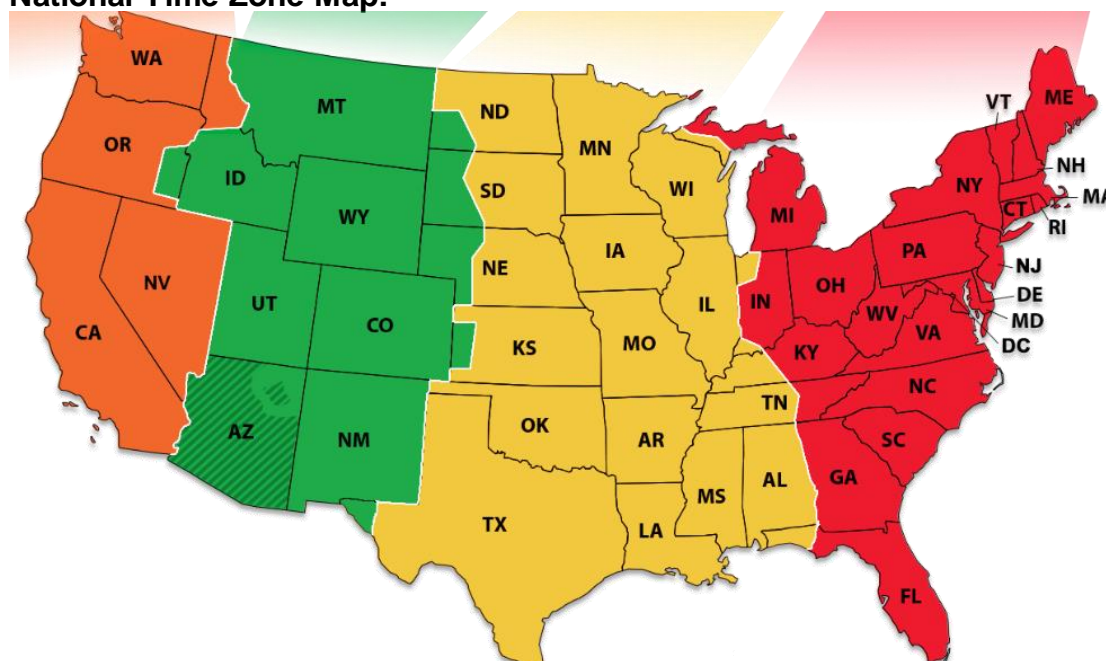 National Time Zone Map:
WA
MT
ND
MN
VT
ME
OR
ID
SD
WI
NY
NH
MA
WY
MI
CT
RI
NE
IA
PA
NJ
NV
UT
CO
IL
IN
OH
DE
CA
KS
MO
WV
VA
MD
KY
DC
AZ
NM
OK
TN
NC
AR
SC
MS
AL
GA
TX
LA
FL